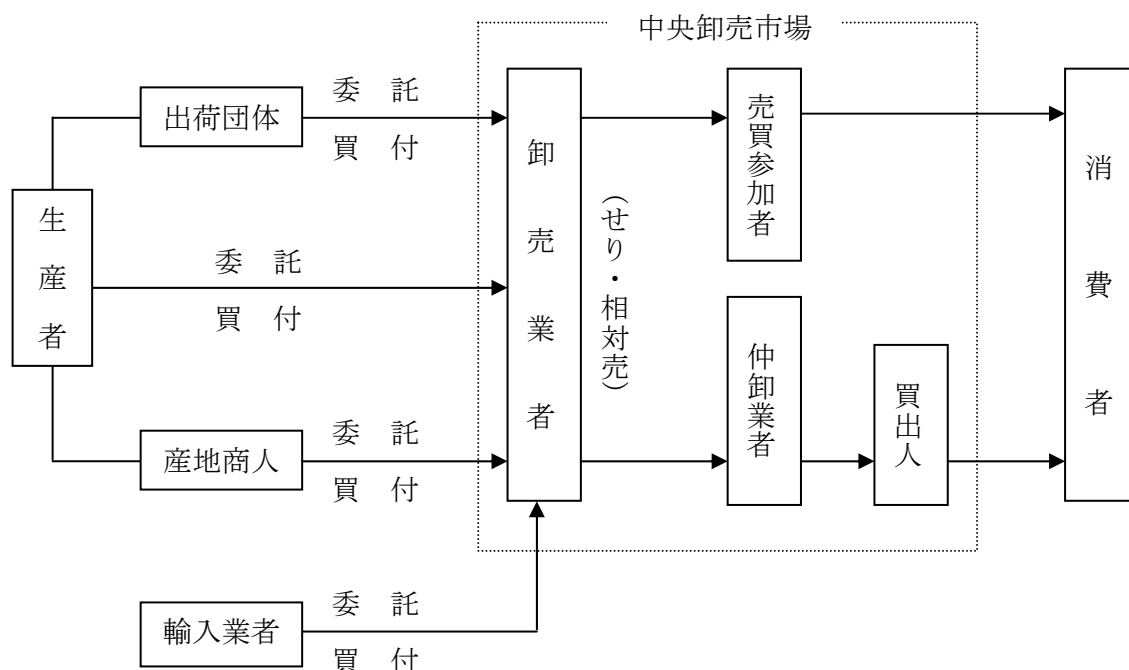 中央卸売市場
出荷団体
委　託
買　付
生産者
委　託
買　付
産地商人
委　託
買　付
輸入業者
委　託
買　付
卸売業者
（せり・相対売）
売買参加者
仲卸業者
買出人
消費者